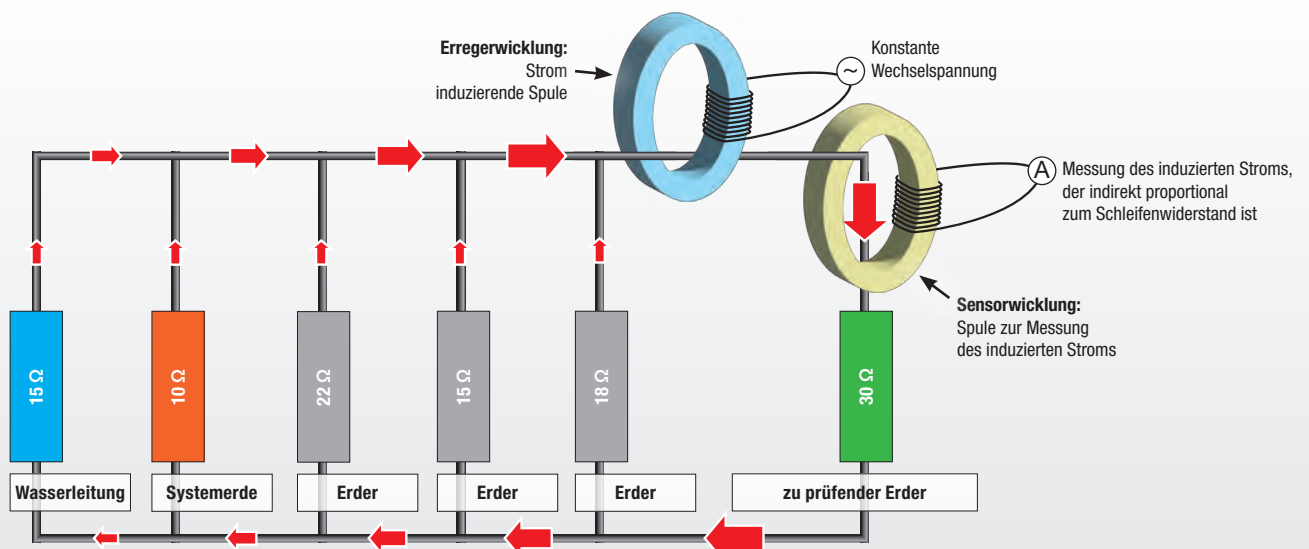 Erregerwicklung:
Strom
induzierende Spule
Konstante
Wechselspannung
~
A
Messung des induzierten Stroms,
der indirekt proportional
zum Schleifenwiderstand ist
Sensorwicklung:
Spule zur Messung
des induzierten Stroms
15 Ω
10 Ω
22 Ω
15 Ω
18 Ω
30 Ω
Wasserleitung
Systemerde
Erder
Erder
Erder
zu prüfender Erder